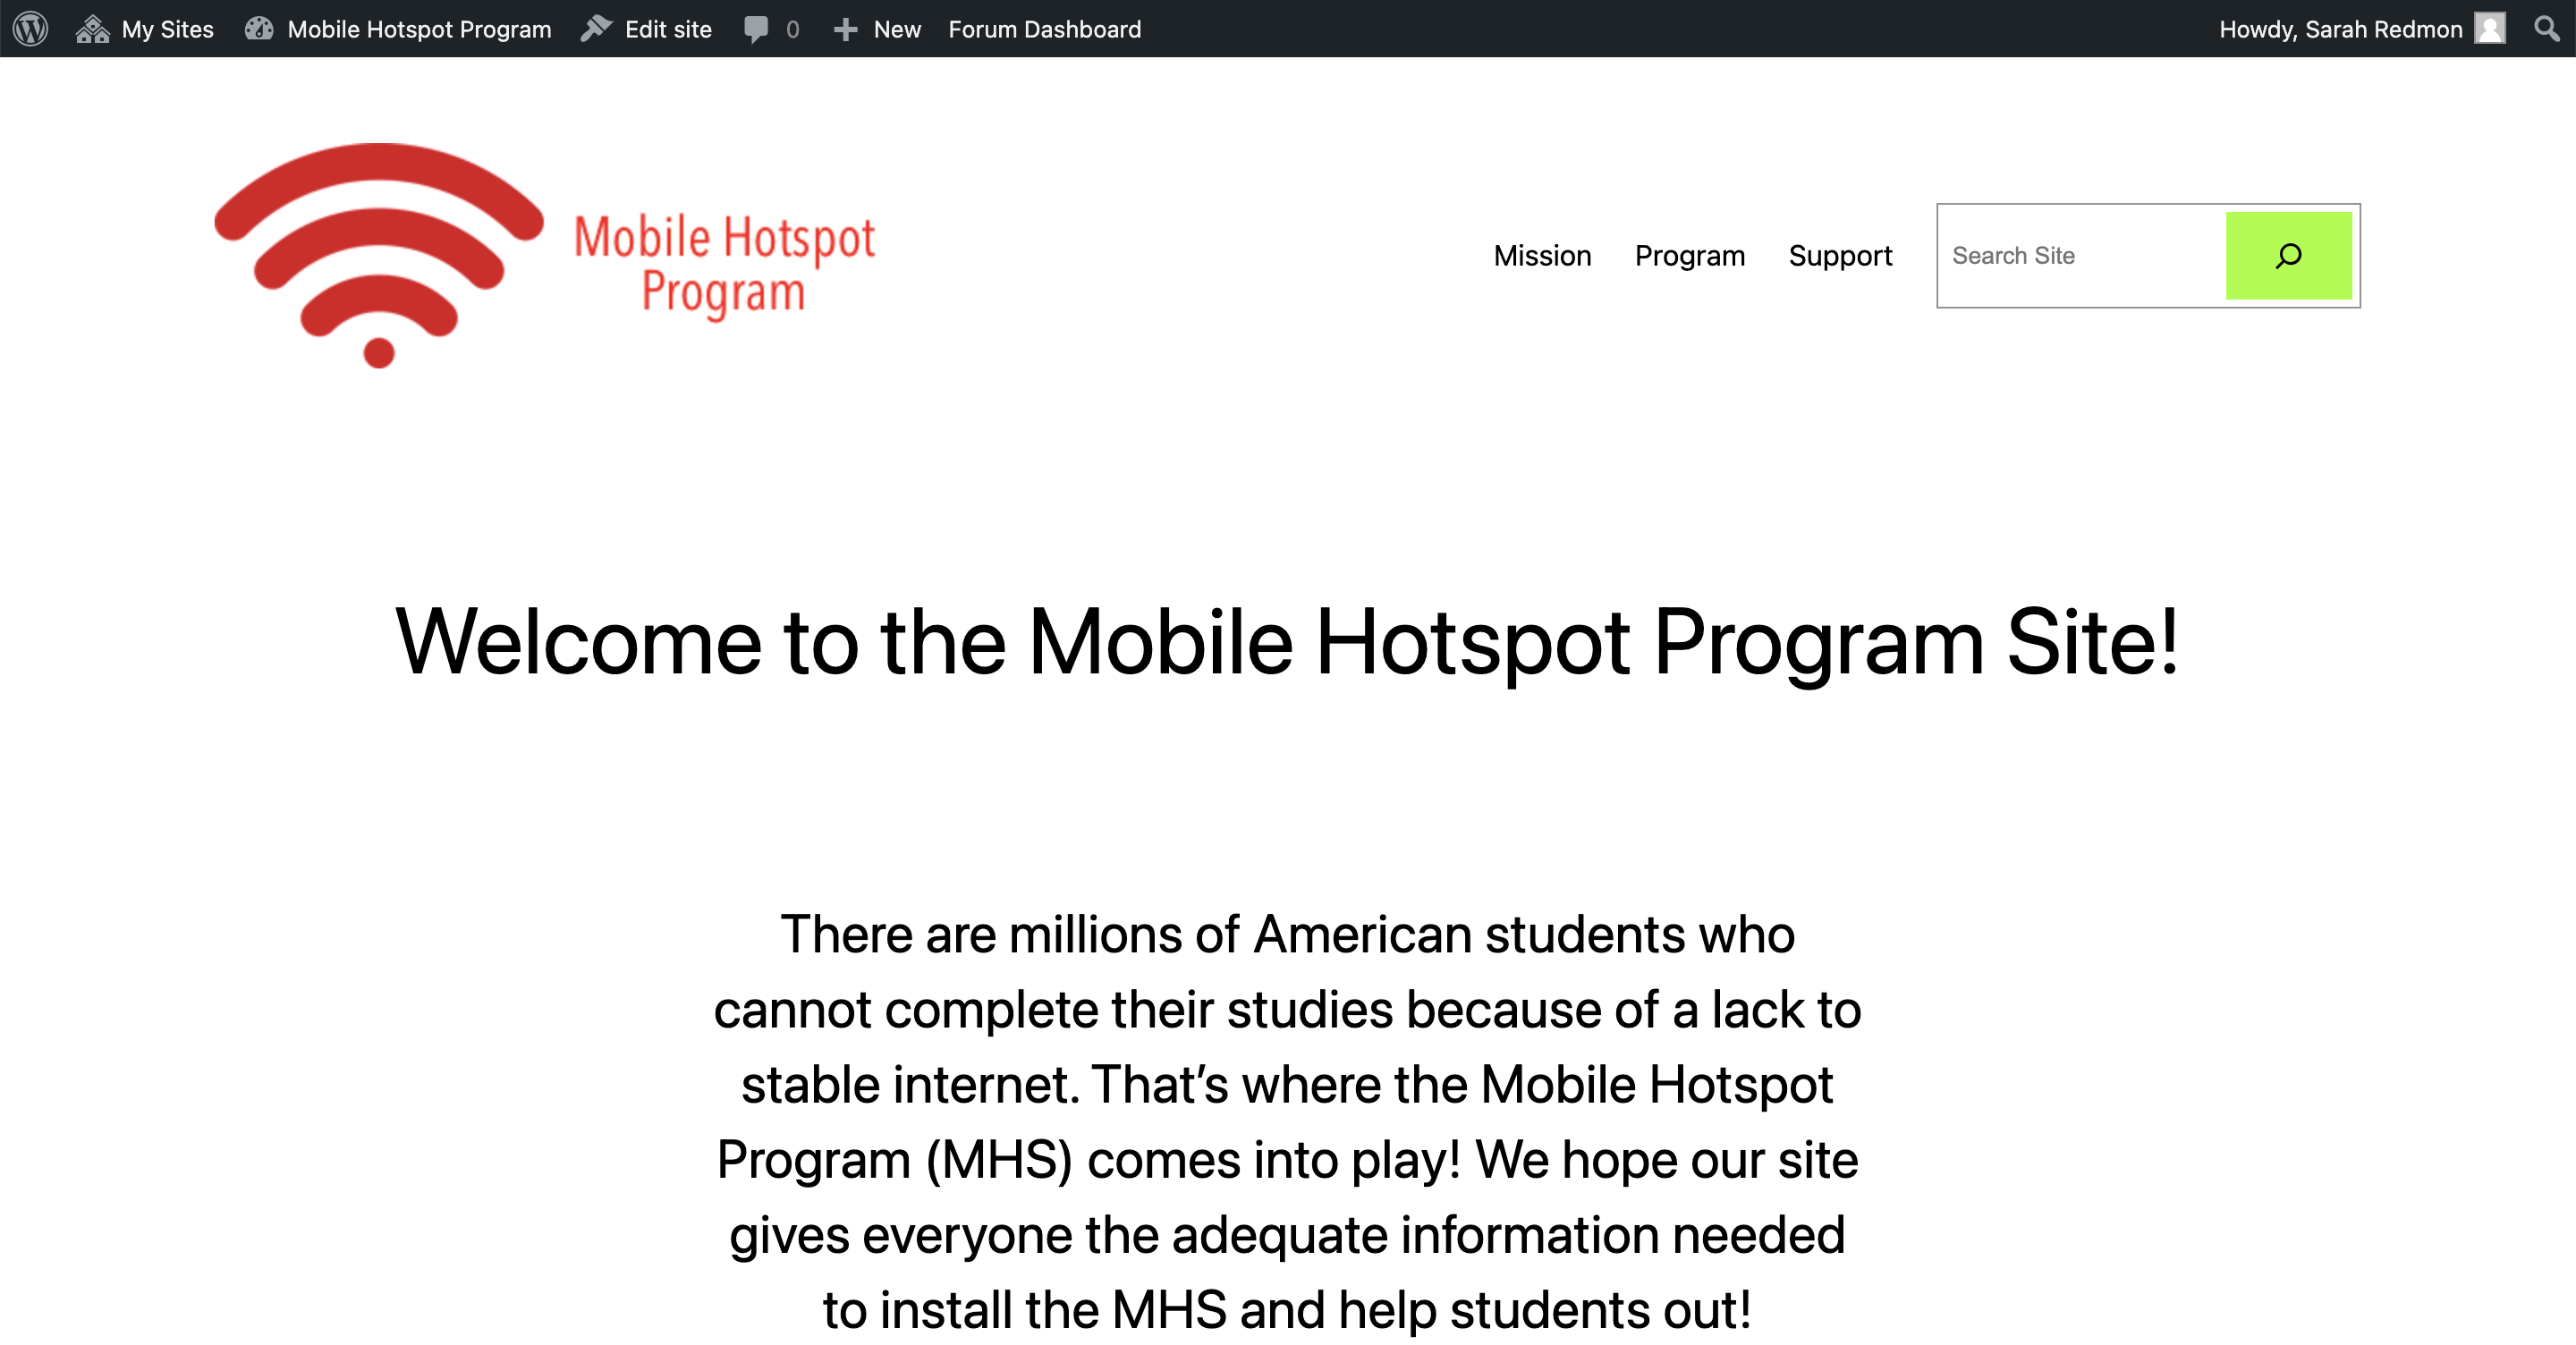 My Sites Mobile Hotspot Program Edit site 0 New Forum Dashboard Howdy, Sarah Redmon
Mobile Hotspot
Program
Mission Program Support Search Site
Welcome to the Mobile Hotspot Program Site!
There are millions of American students who
cannot complete their studies because of a lack to
stable internet. That’s where the Mobile Hotspot
Program (MHS) comes into play! We hope our site
gives everyone the adequate information needed
to install the MHS and help students out!